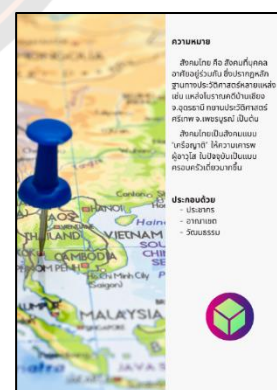 ความหมาย
สังคมไทย คือ สังคมที่บุคคล
อาศัยอยู่ร่วมกัน ซึ่งปรากฏหลัก
ฐานทางประวัติศาสตร์หลายแหล่ง
เช่น แหล่งโบราณคดีบ้านเชียง
จ.อุดรธานี อุทยานประวัติศาสตร์
ศรีเทพ จ.เพชรบูรณ์ เป็นต้น
สังคมไทยเป็นสังคมแบบ
'เครือญาติ' ให้ความเคารพ
ผู้อาวุโส ในปัจจุบันเป็นแบบ
ครอบครัวเดี่ยวมากขึ้น
ประกอบด้วย
- ประชากร
- อาณาเขต
- วัฒนธรรม
HANOI
LAOS
THAILAND
VIETNAM
CAMBODIA
PHNOM PENH
Ho Chi Minh City
Saigon)
MALAYSIA